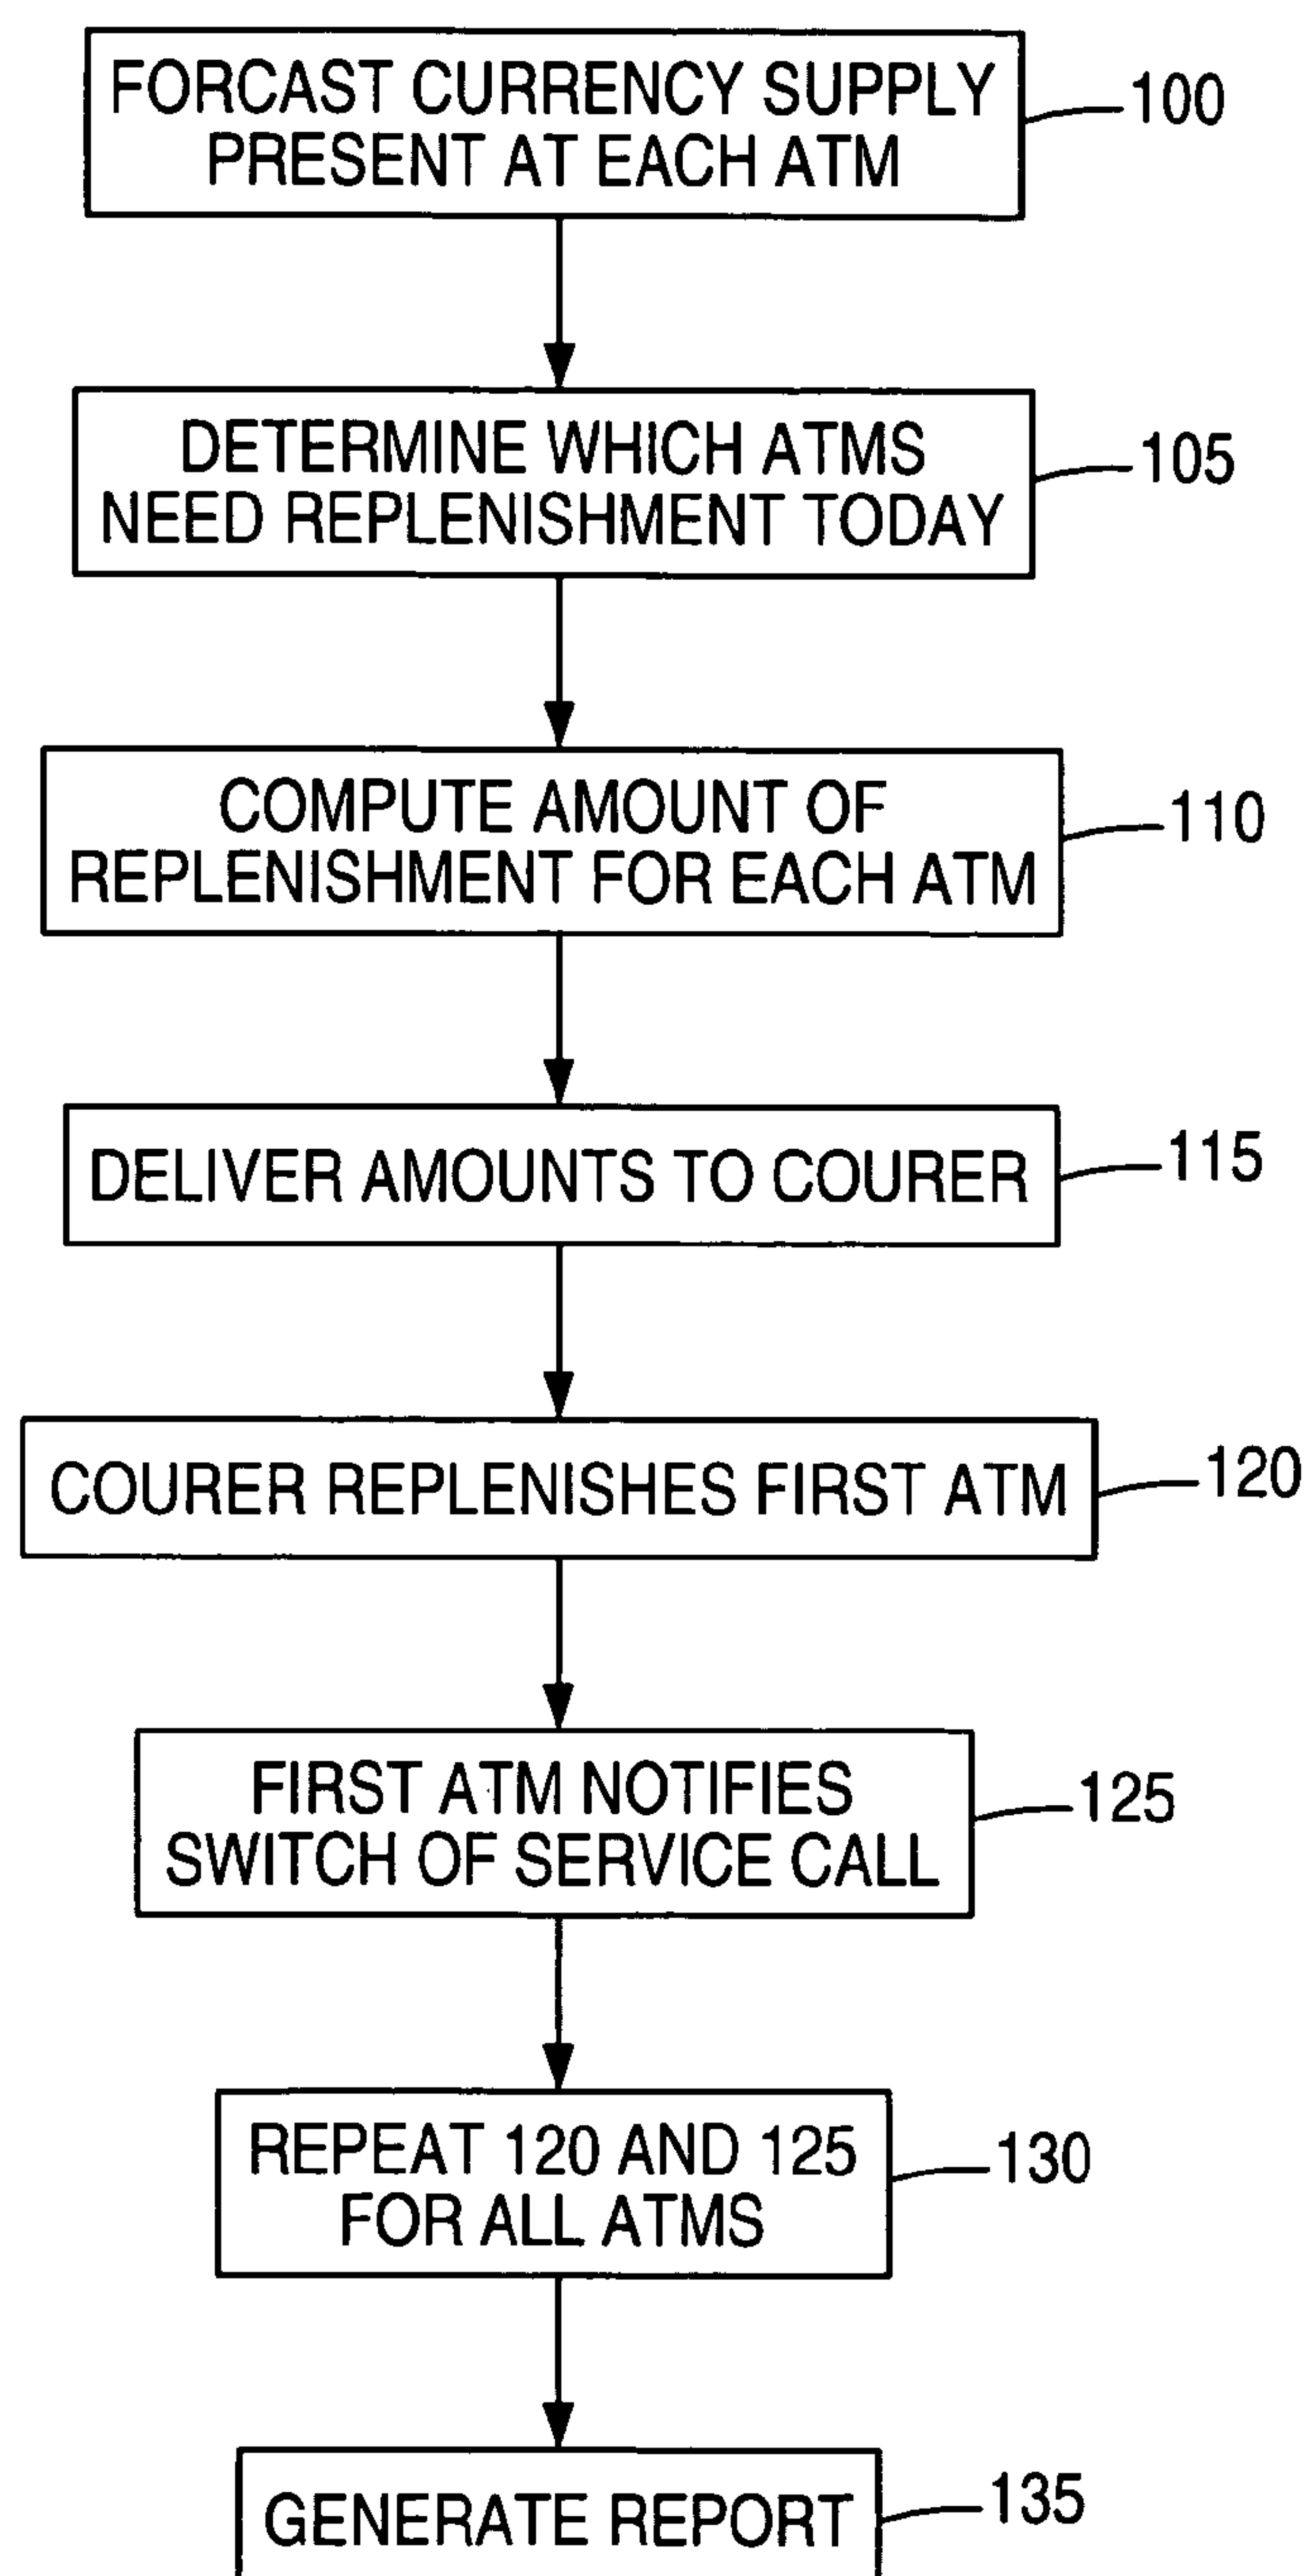 FORCAST CURRENCY SUPPLY
PRESENT AT EACH ATM
100
DETERMINE WHICH ATMS
NEED REPLENISHMENT TODAY
105
COMPUTE AMOUNT OF
REPLENISHMENT FOR EACH ATM
110
DELIVER AMOUNTS TO COURER
115
COURER REPLENISHES FIRST ATM
120
FIRST ATM NOTIFIES
SWITCH OF SERVICE CALL
125
REPEAT 120 AND 125
FOR ALL ATMS
130
GENERATE REPORT
135